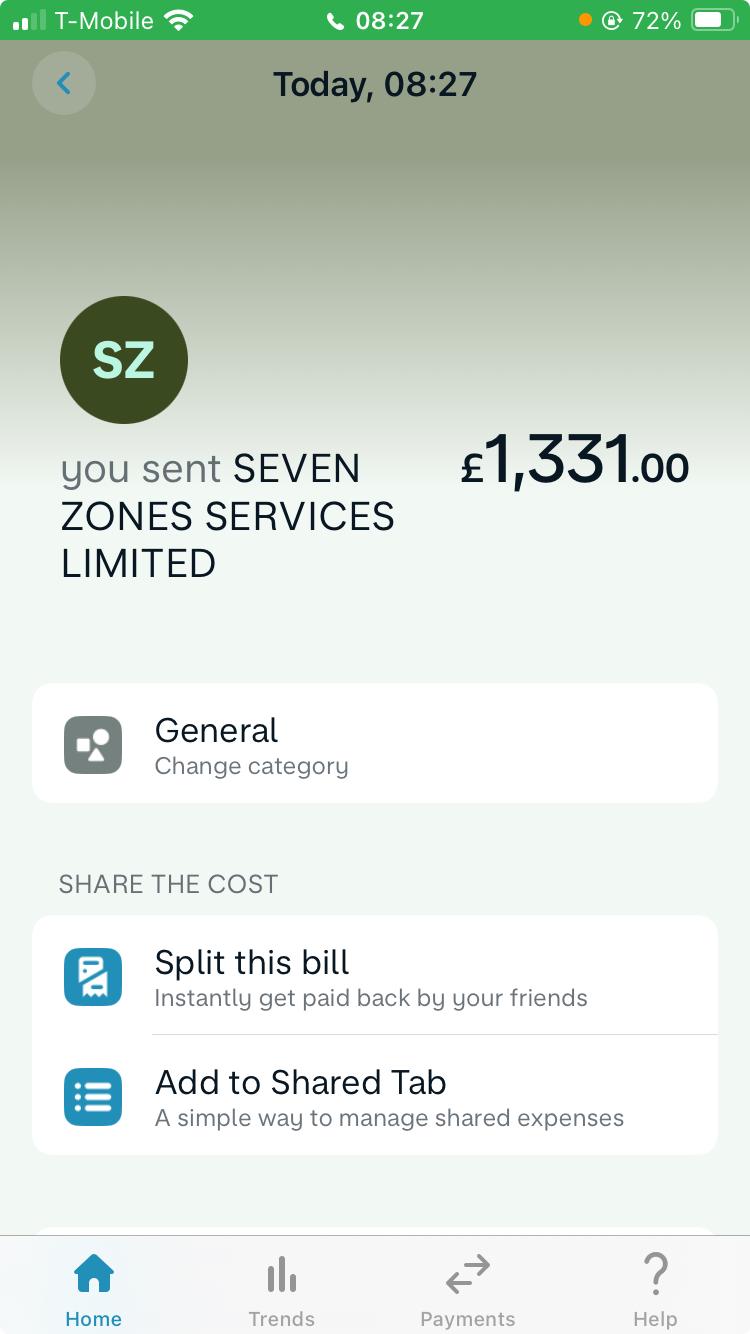 T-Mobile 08:27 72%
Today, 08:27
SZ
you sent SEVEN £1,331.00
ZONES SERVICES
LIMITED
General
Change category
SHARE THE COST
Split this bill
Instantly get paid back by your friends
Add to Shared Tab
A simple way to manage shared expenses
Home Trends Payments Help